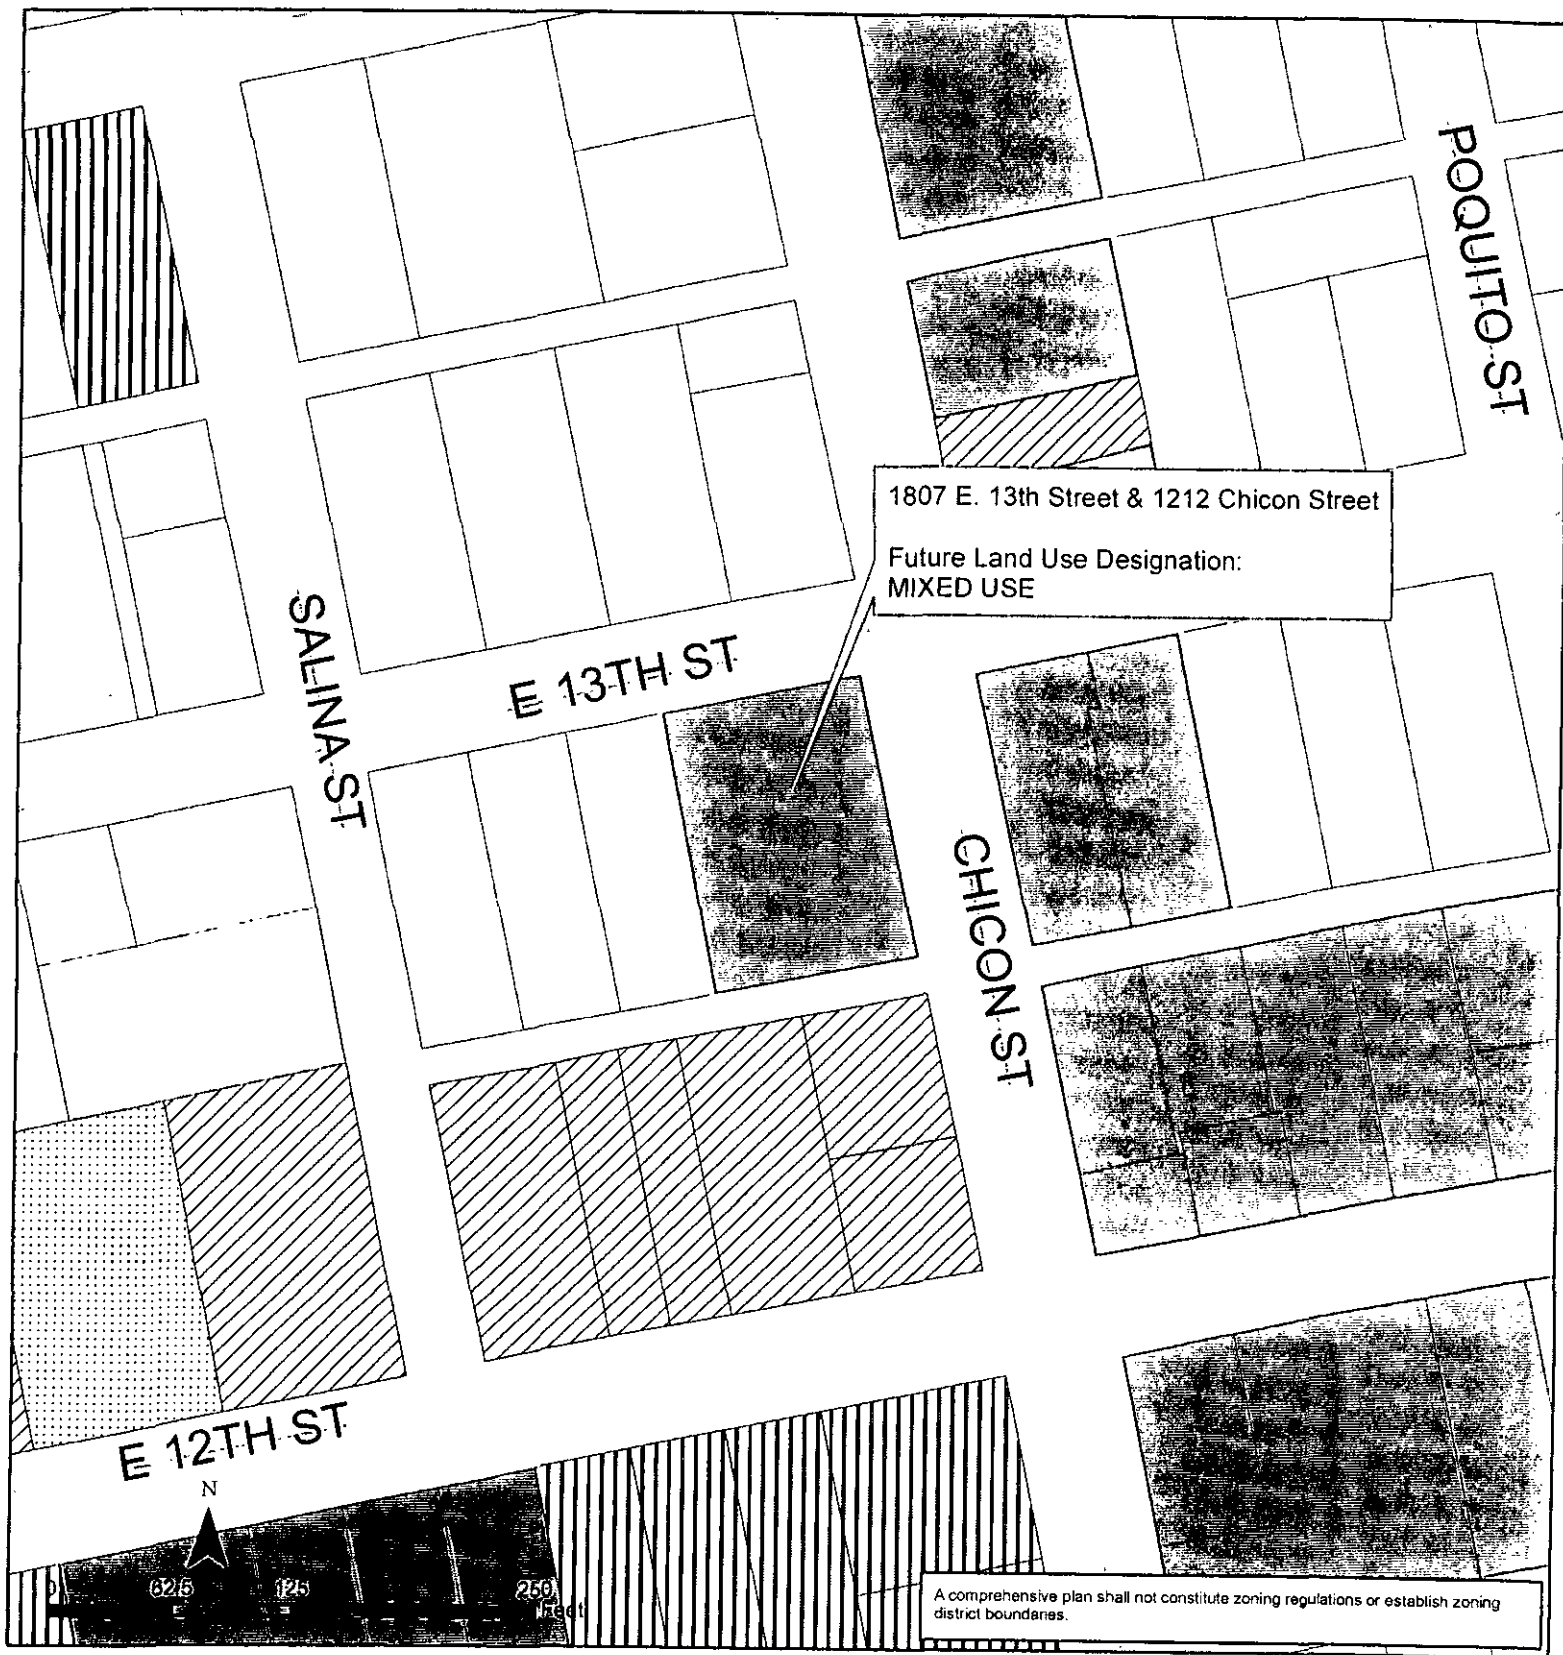 POQUITO ST
1807 E. 13th Street & 1212 Chicon Street
Future Land Use Designation:
MIXED USE
SALINA ST
E 13TH ST
CHICON ST
E 12TH ST
N
0 62.5 125 250
Feet
A comprehensive plan shall not constitute zoning regulations or establish zoning
district boundaries.